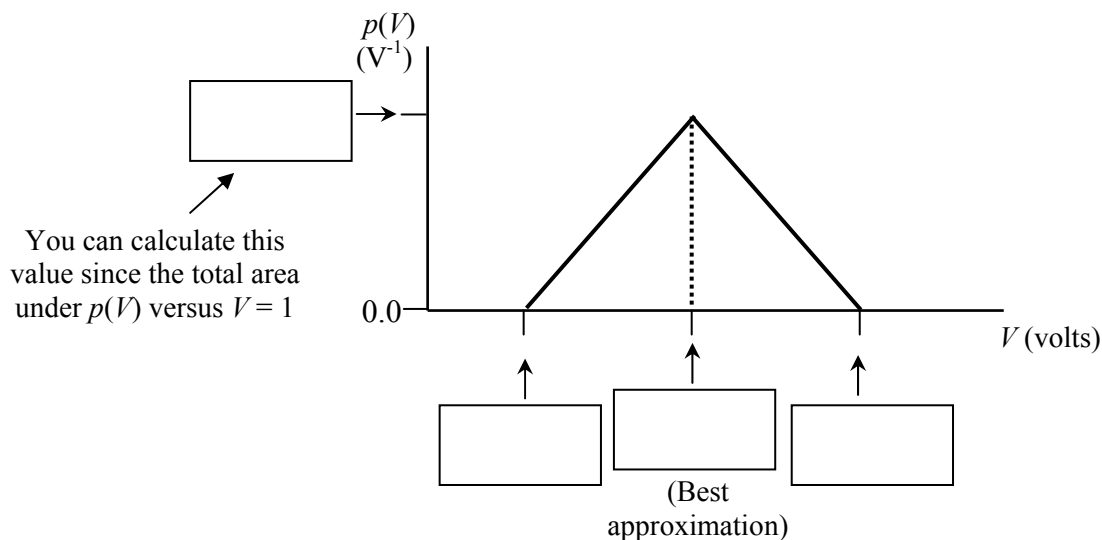 p(V)
(V⁻¹)
You can calculate this
value since the total area
under p(V) versus V = 1
0.0
V (volts)
(Best
approximation)